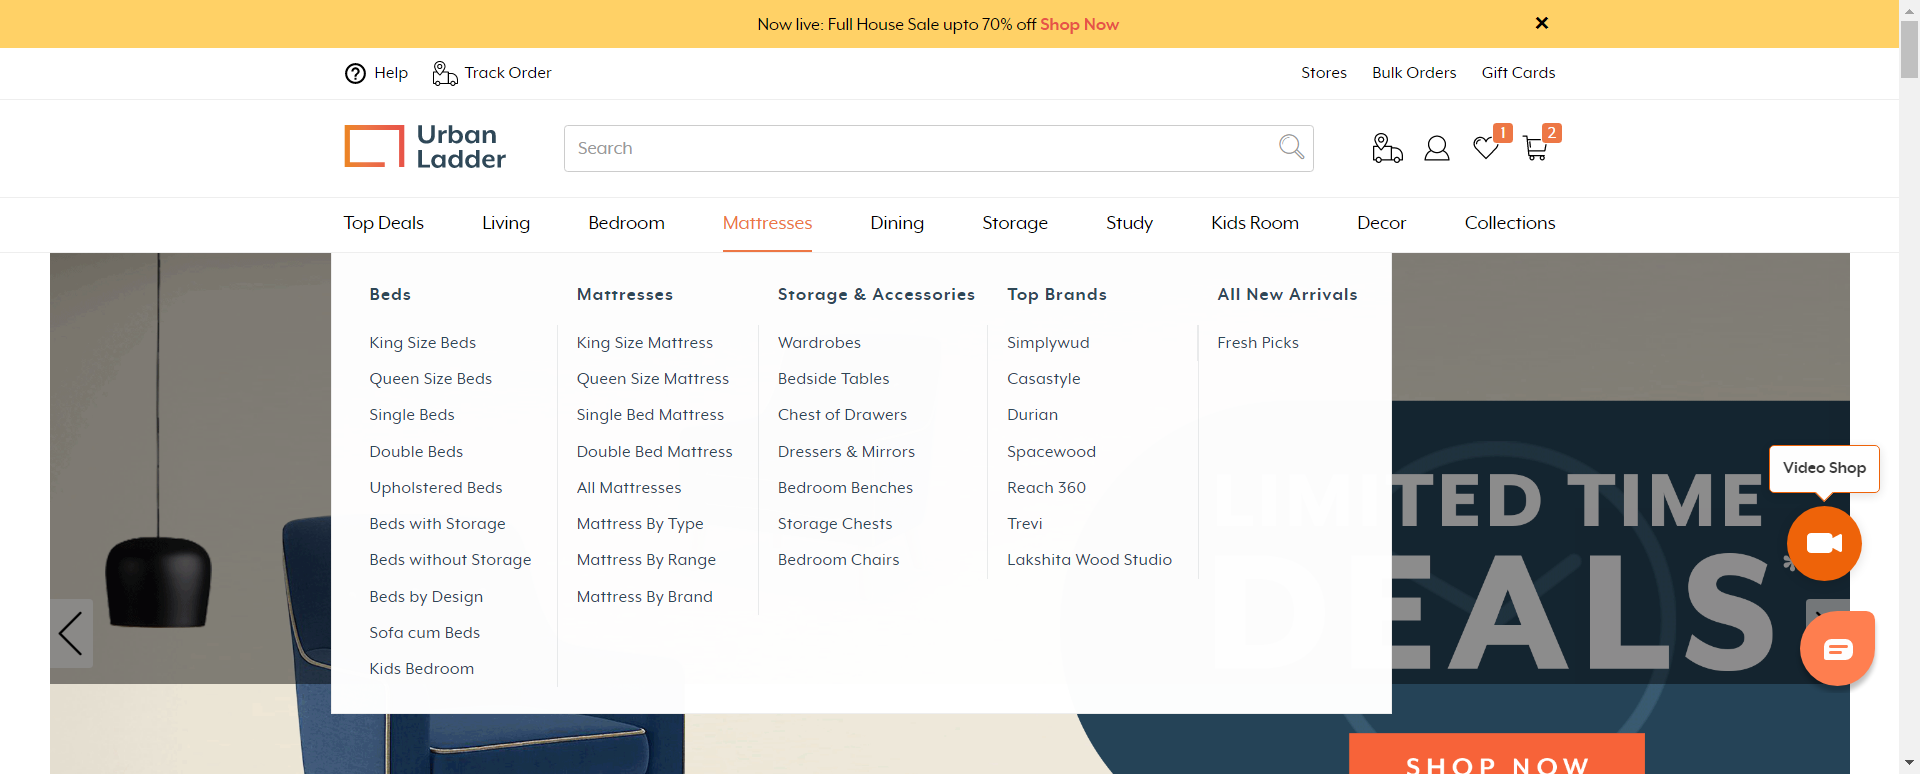 Now live: Full House Sale upto 70% off Shop Now
Help
Track Order
Stores
Bulk Orders
Gift Cards
Urban
Ladder
Search
1
2
Top Deals
Living
Bedroom
Mattresses
Dining
Storage
Study
Kids Room
Decor
Collections
Beds
King Size Beds
Queen Size Beds
Single Beds
Double Beds
Upholstered Beds
Beds with Storage
Beds without Storage
Beds by Design
Sofa cum Beds
Kids Bedroom
Mattresses
King Size Mattress
Queen Size Mattress
Single Bed Mattress
Double Bed Mattress
All Mattresses
Mattress By Type
Mattress By Range
Mattress By Brand
Storage & Accessories
Wardrobes
Bedside Tables
Chest of Drawers
Dressers & Mirrors
Bedroom Benches
Storage Chests
Bedroom Chairs
Top Brands
Simplywud
Casastyle
Durian
Spacewood
Reach 360
Trevi
Lakshita Wood Studio
All New Arrivals
Fresh Picks
LIMITED TIME
DEALS*
SHOP NOW
Video Shop